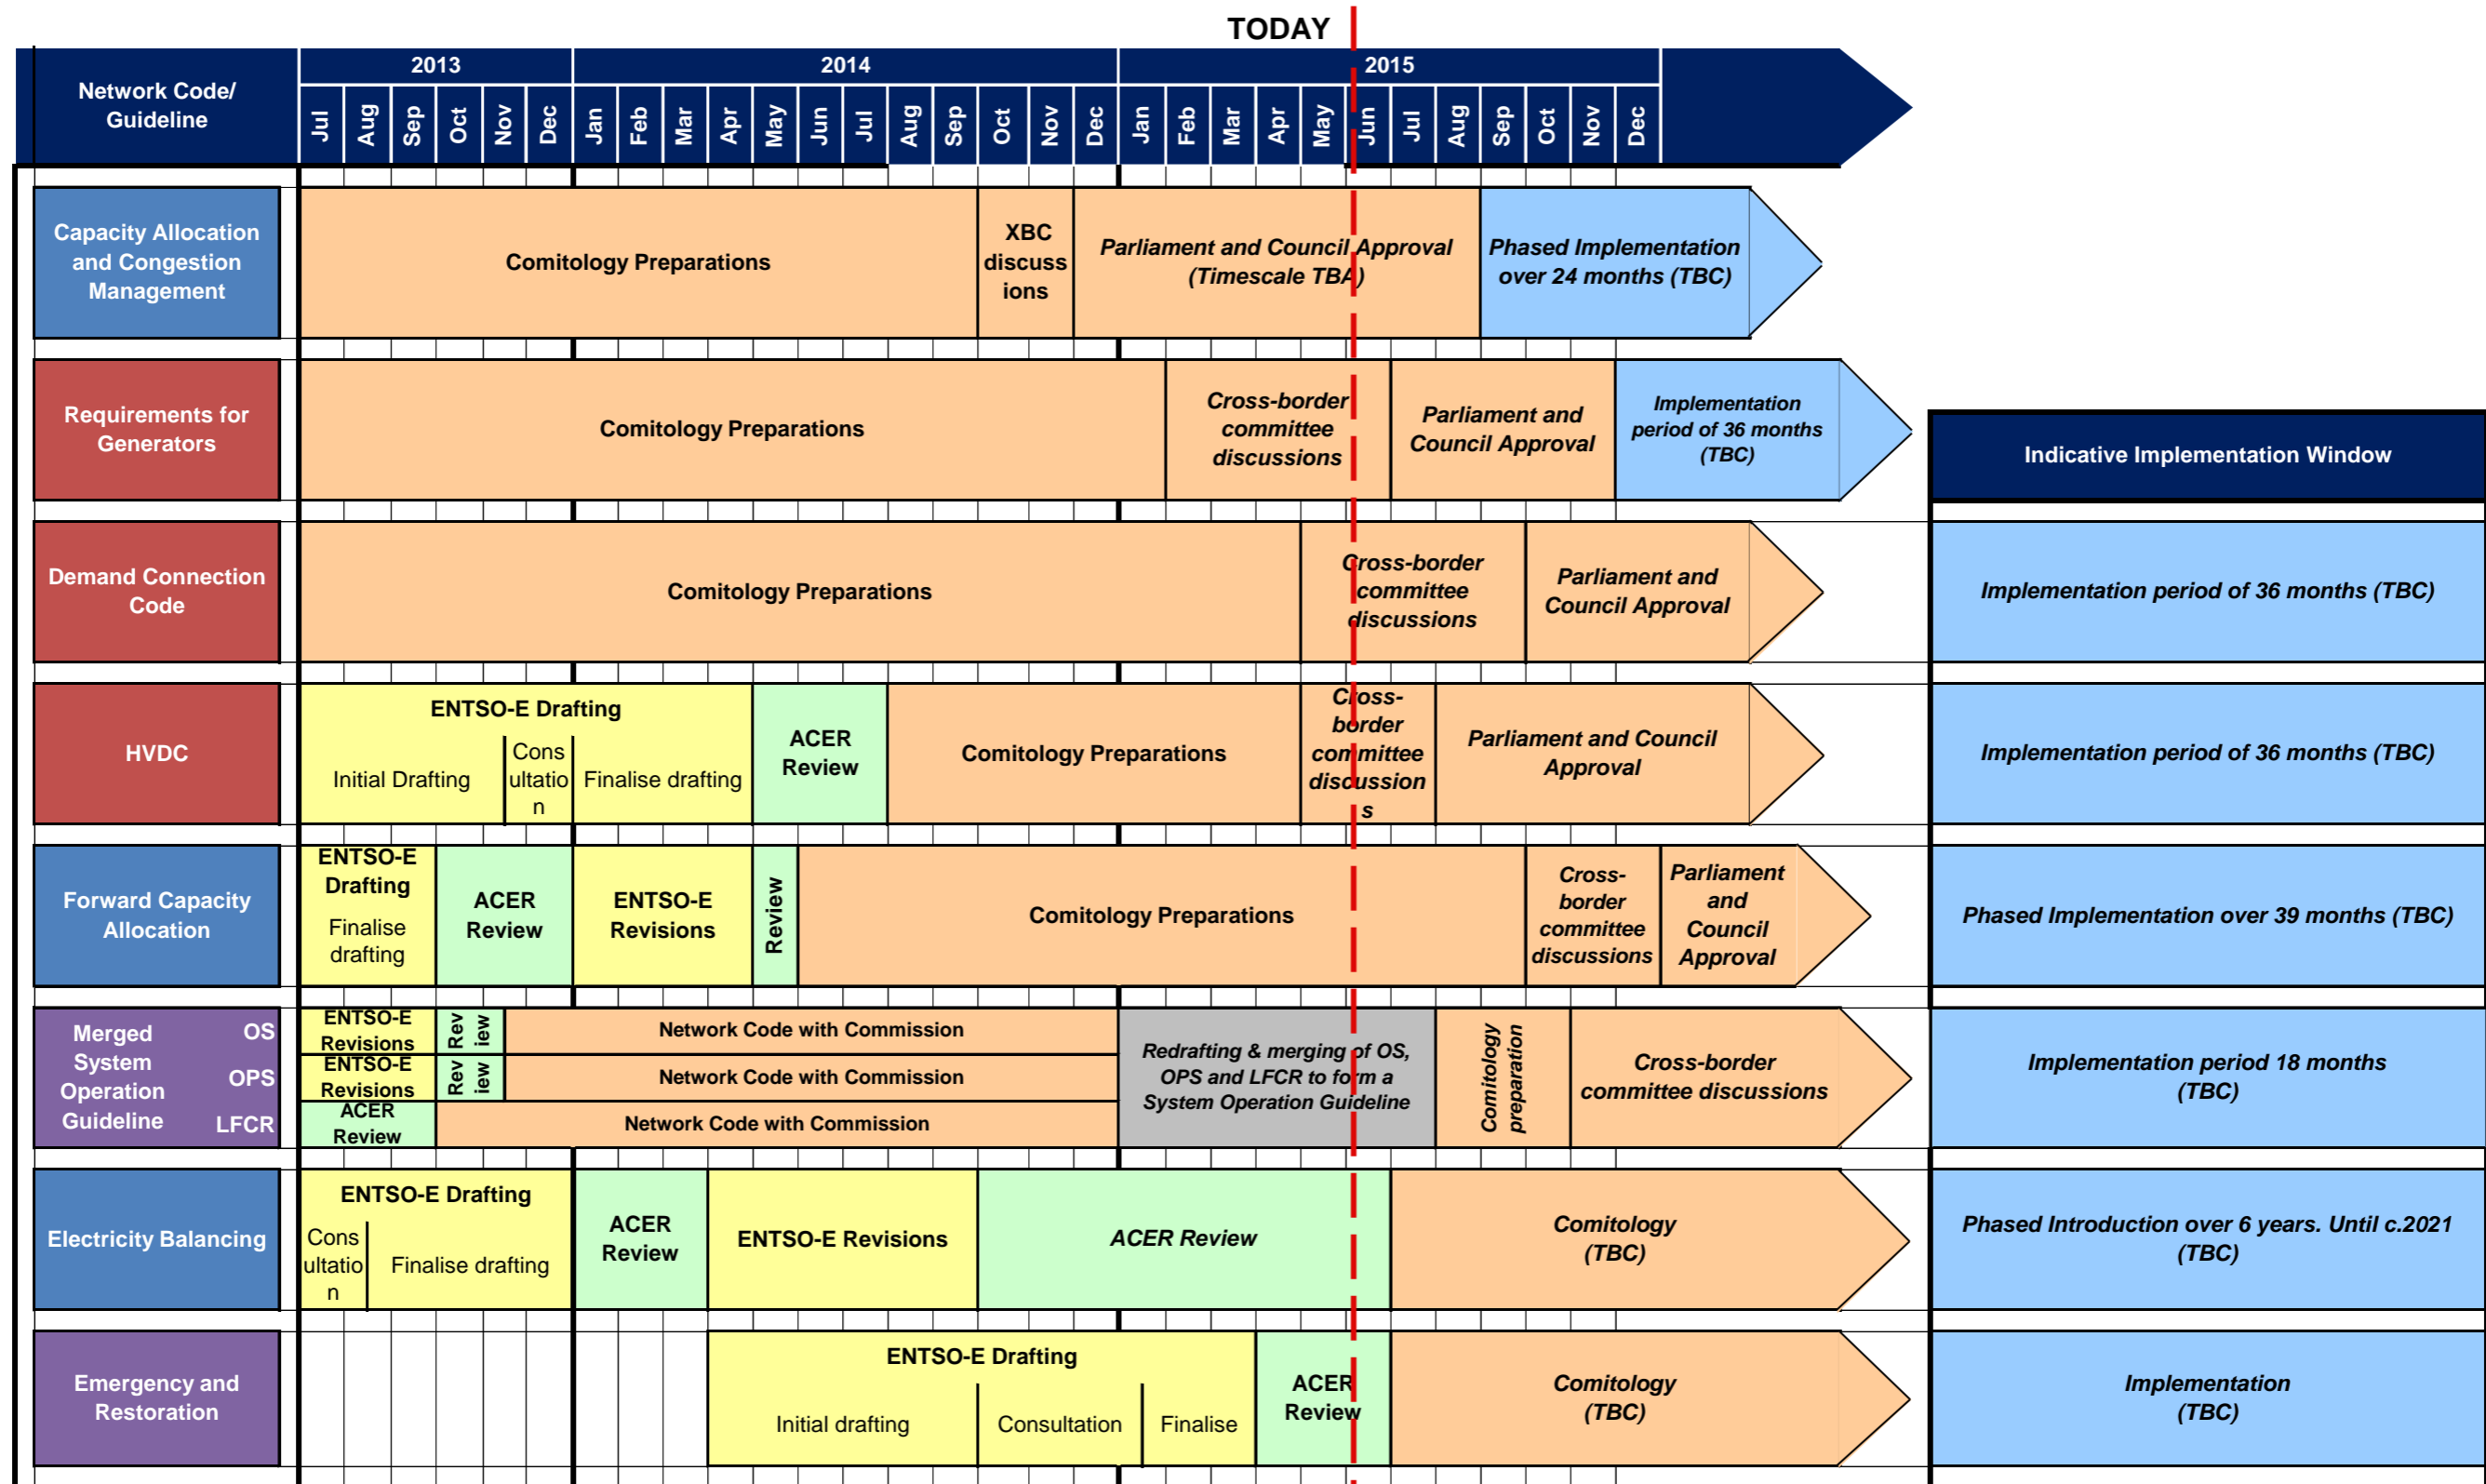 TODAY
Network Code/
Guideline
2013
2014
2015
Jul
Aug
Sep
Oct
Nov
Dec
Jan
Feb
Mar
Apr
May
Jun
Jul
Aug
Sep
Oct
Nov
Dec
Jan
Feb
Mar
Apr
May
Jun
Jul
Aug
Sep
Oct
Nov
Dec
Capacity Allocation
and Congestion
Management
Comitology Preparations
XBC
discuss
ions
Parliament and Council Approval
(Timescale TBA)
Phased Implementation
over 24 months (TBC)
Requirements for
Generators
Comitology Preparations
Cross-border
committee
discussions
Parliament and
Council Approval
Implementation
period of 36 months
(TBC)
Indicative Implementation Window
Demand Connection
Code
Comitology Preparations
Cross-border
committee
discussions
Parliament and
Council Approval
Implementation period of 36 months (TBC)
HVDC
ENTSO-E Drafting
Initial Drafting
Cons
ultatio
n
Finalise drafting
ACER
Review
Comitology Preparations
Cross-
border
committee
discussion
s
Parliament and Council
Approval
Implementation period of 36 months (TBC)
Forward Capacity
Allocation
ENTSO-E
Drafting
Finalise
drafting
ACER
Review
ENTSO-E
Revisions
Review
Comitology Preparations
Cross-
border
committee
discussions
Parliament
and
Council
Approval
Phased Implementation over 39 months (TBC)
Merged
System
Operation
Guideline
OS
OPS
LFCR
ENTSO-E
Revisions
Rev
iew
Network Code with Commission
ENTSO-E
Revisions
Rev
iew
Network Code with Commission
ACER
Review
Network Code with Commission
Redrafting & merging of OS,
OPS and LFCR to form a
System Operation Guideline
Comitology
preparation
Cross-border
committee discussions
Implementation period 18 months
(TBC)
Electricity Balancing
ENTSO-E Drafting
Cons
ultatio
n
Finalise drafting
ACER
Review
ENTSO-E Revisions
ACER Review
Comitology
(TBC)
Phased Introduction over 6 years. Until c.2021
(TBC)
Emergency and
Restoration
ENTSO-E Drafting
Initial drafting
Consultation
Finalise
ACER
Review
Comitology
(TBC)
Implementation
(TBC)